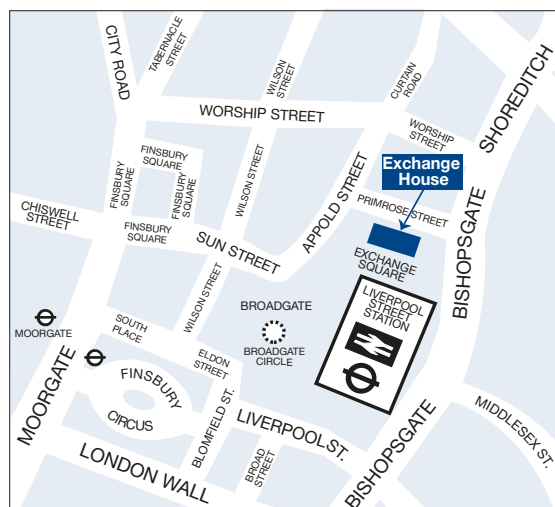 CITY ROAD
TABERNACLE
STREET
WILSON
STREET
CURTAIN
ROAD
SHOREDITCH
WORSHIP STREET
WORSHIP
STREET
Exchange
House
FINSBURY
SQUARE
FINSBURY
SQUARE
FINSBURY
SQUARE
FINSBURY
SQUARE
WILSON STREET
APPOLD STREET
PRIMROSE STREET
CHISWELL
STREET
SUN STREET
EXCHANGE
SQUARE
BISHOPSGATE
WILSON STREET
LIVERPOOL
STREET
STATION
BROADGATE
BROADGATE
CIRCLE
MOORGATE
SOUTH
PLACE
ELDON
STREET
MOORGATE
FINSBURY
CIRCUS
BLOMFIELD ST.
LIVERPOOL ST.
BROAD
STREET
LONDON WALL
BISHOPSGATE
MIDDLESEX ST.